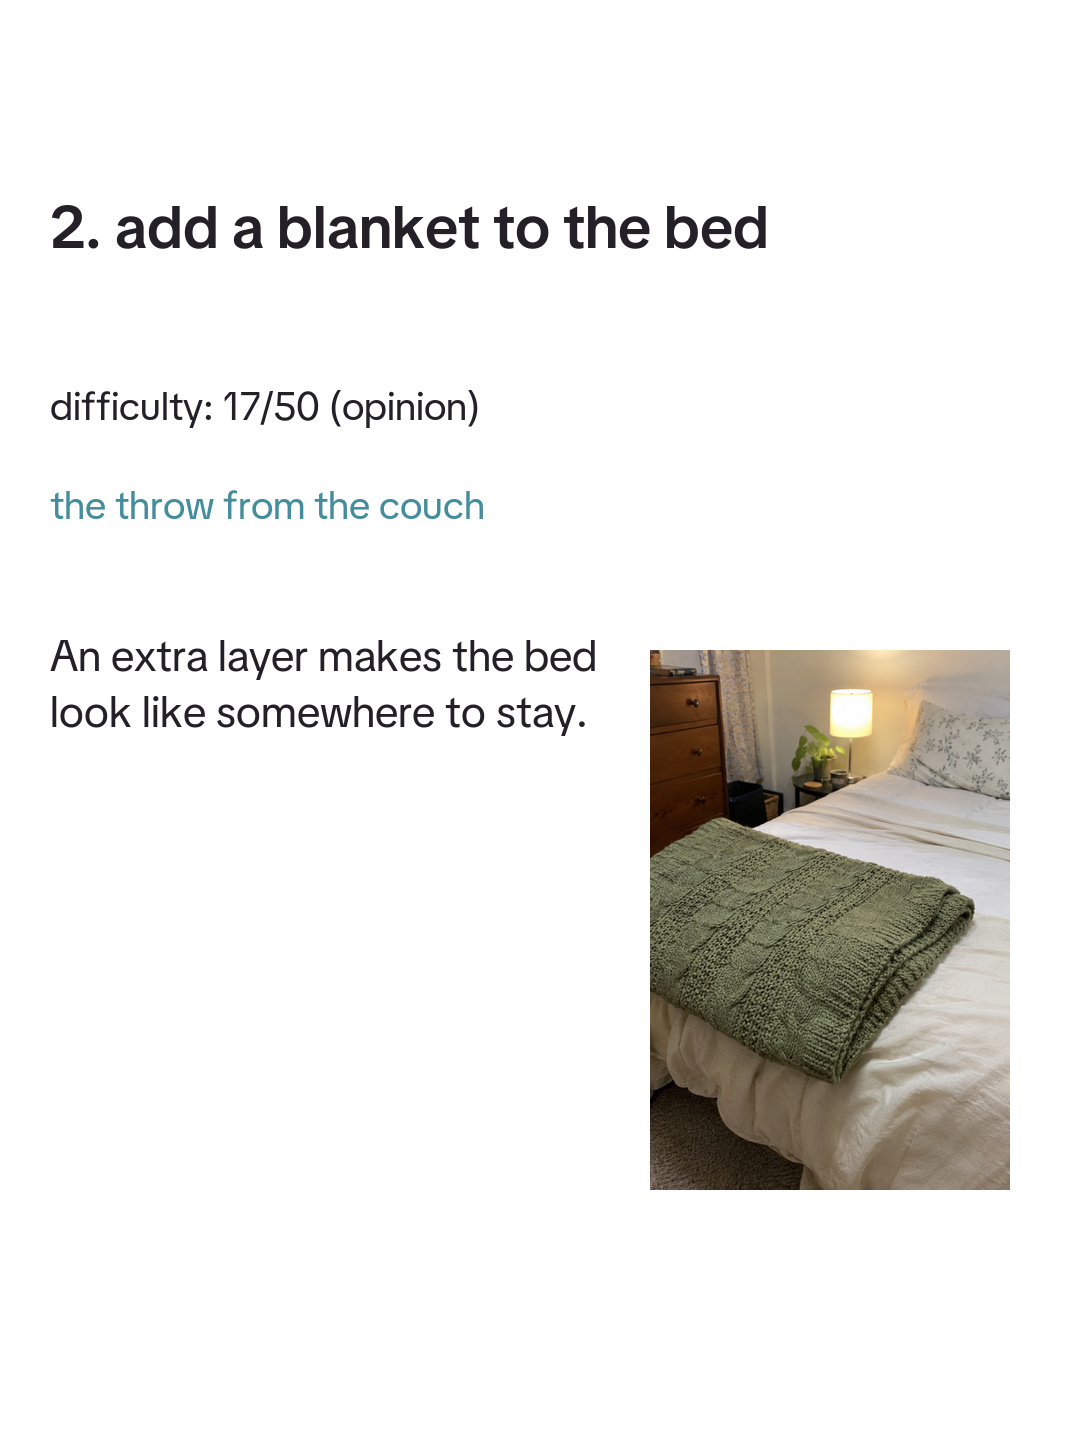 2. add a blanket to the bed
difficulty: 17/50 (opinion)
the throw from the couch
An extra layer makes the bed
look like somewhere to stay.